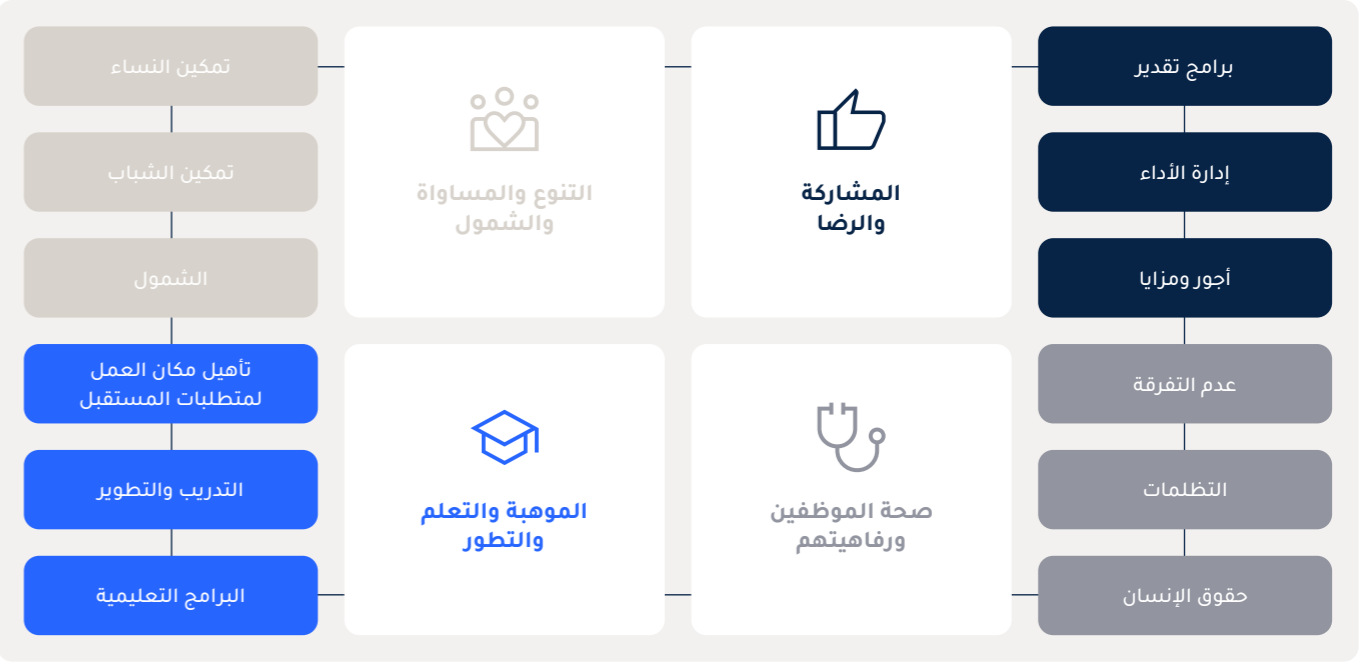 برامج تقدير
إدارة الأداء
أجور ومزايا
عدم التفرقة
التظلمات
حقوق الإنسان
المشاركة
والرضا
صحة الموظفين
ورفاهيتهم
التنوع والمساواة
والشمول
الموهبة والتعلم
والتطور
تمكين النساء
تمكين الشباب
الشمول
تأهيل مكان العمل
لمتطلبات المستقبل
التدريب والتطوير
البرامج التعليمية